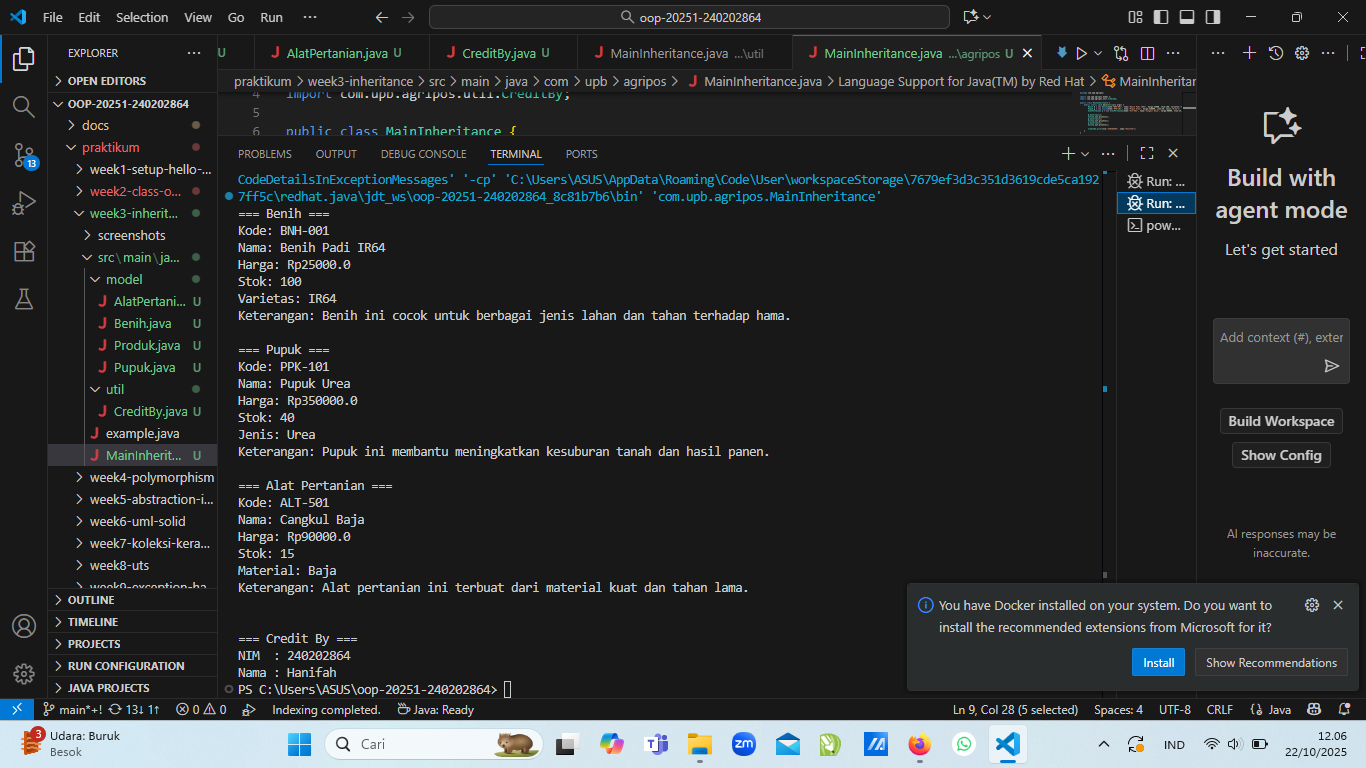 File Edit Selection View Go Run ···
oop-20251-240202864
EXPLORER ···
OPEN EDITORS
OOP-20251-240202864
docs
praktikum
week1-setup-hello-...
week2-class-o...
week3-inherit...
screenshots
src\main\ja...
model
AlatPertani... U
Benih.java U
Produk.java U
Pupuk.java U
util
CreditBy.java U
example.java
MainInherit... U
week4-polymorphism
week5-abstraction-i...
week6-uml-solid
week7-koleksi-kera...
week8-uts
week9-exception-ha...
OUTLINE
TIMELINE
PROJECTS
RUN CONFIGURATION
JAVA PROJECTS
13
U AlatPertanian.java U CreditBy.java U MainInheritance.java ...\util MainInheritance.java ...\agripos U
praktikum > week3-inheritance > src > main > java > com > upb > agripos > MainInheritance.java > Language Support for Java(TM) by Red Hat > MainInheritan
4 import com.upb.agripos.util.CreditBy;
5
6 public class MainInheritance {
PROBLEMS OUTPUT DEBUG CONSOLE TERMINAL PORTS
CodeDetailsInExceptionMessages' '-cp' 'C:\Users\ASUS\AppData\Roaming\Code\User\workspaceStorage\7679ef3d3c351d3619cde5ca192
7ff5c\redhat.java\jdt_ws\oop-20251-240202864_8c81b7b6\bin' 'com.upb.agripos.MainInheritance'
=== Benih ===
Kode: BNH-001
Nama: Benih Padi IR64
Harga: Rp25000.0
Stok: 100
Varietas: IR64
Keterangan: Benih ini cocok untuk berbagai jenis lahan dan tahan terhadap hama.
=== Pupuk ===
Kode: PPK-101
Nama: Pupuk Urea
Harga: Rp350000.0
Stok: 40
Jenis: Urea
Keterangan: Pupuk ini membantu meningkatkan kesuburan tanah dan hasil panen.
=== Alat Pertanian ===
Kode: ALT-501
Nama: Cangkul Baja
Harga: Rp90000.0
Stok: 15
Material: Baja
Keterangan: Alat pertanian ini terbuat dari material kuat dan tahan lama.
=== Credit By ===
NIM  : 240202864
Nama : Hanifah
PS C:\Users\ASUS\oop-20251-240202864>
Run: ...
Run: ...
pow...
Build with
agent mode
Let's get started
Add context (#), exter
Build Workspace
Show Config
AI responses may be
inaccurate.
You have Docker installed on your system. Do you want to
install the recommended extensions from Microsoft for it?
Install Show Recommendations
main*+! 13↓ 1↑ 0 0 Indexing completed. Java: Ready Ln 9, Col 28 (5 selected) Spaces: 4 UTF-8 CRLF Java
3
Udara: Buruk
Besok
Cari
IND
12.06
22/10/2025